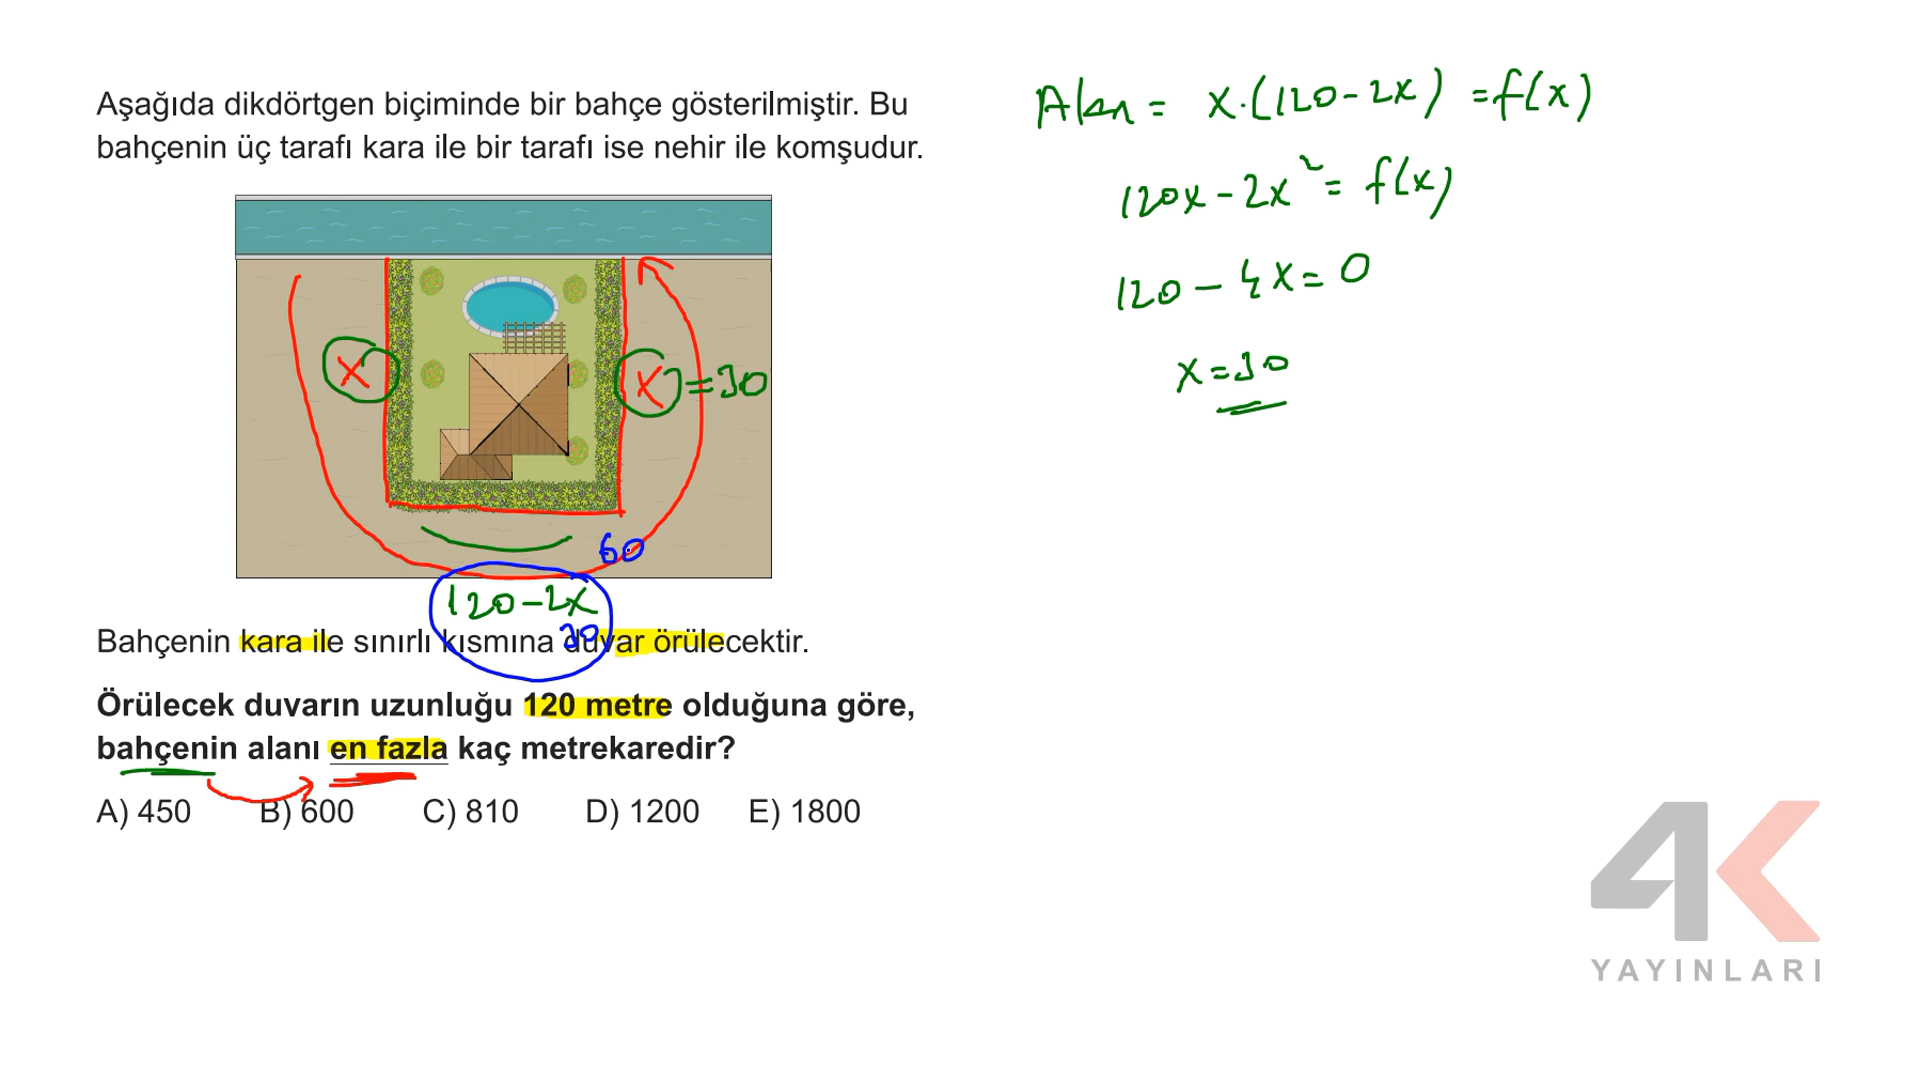 Aşağıda dikdörtgen biçiminde bir bahçe gösterilmiştir. Bu
bahçenin üç tarafı kara ile bir tarafı ise nehir ile komşudur.
x
x = 30
60
120-2x
30
Bahçenin kara ile sınırlı kısmına duvar örülecektir.
Örülecek duvarın uzunluğu 120 metre olduğuna göre,
bahçenin alanı en fazla kaç metrekaredir?
A) 450 B) 600 C) 810 D) 1200 E) 1800
Alan = x.(120-2x) = f(x)
120x - 2x² = f(x)
120 - 4x = 0
x = 30
4K
YAYINLARI